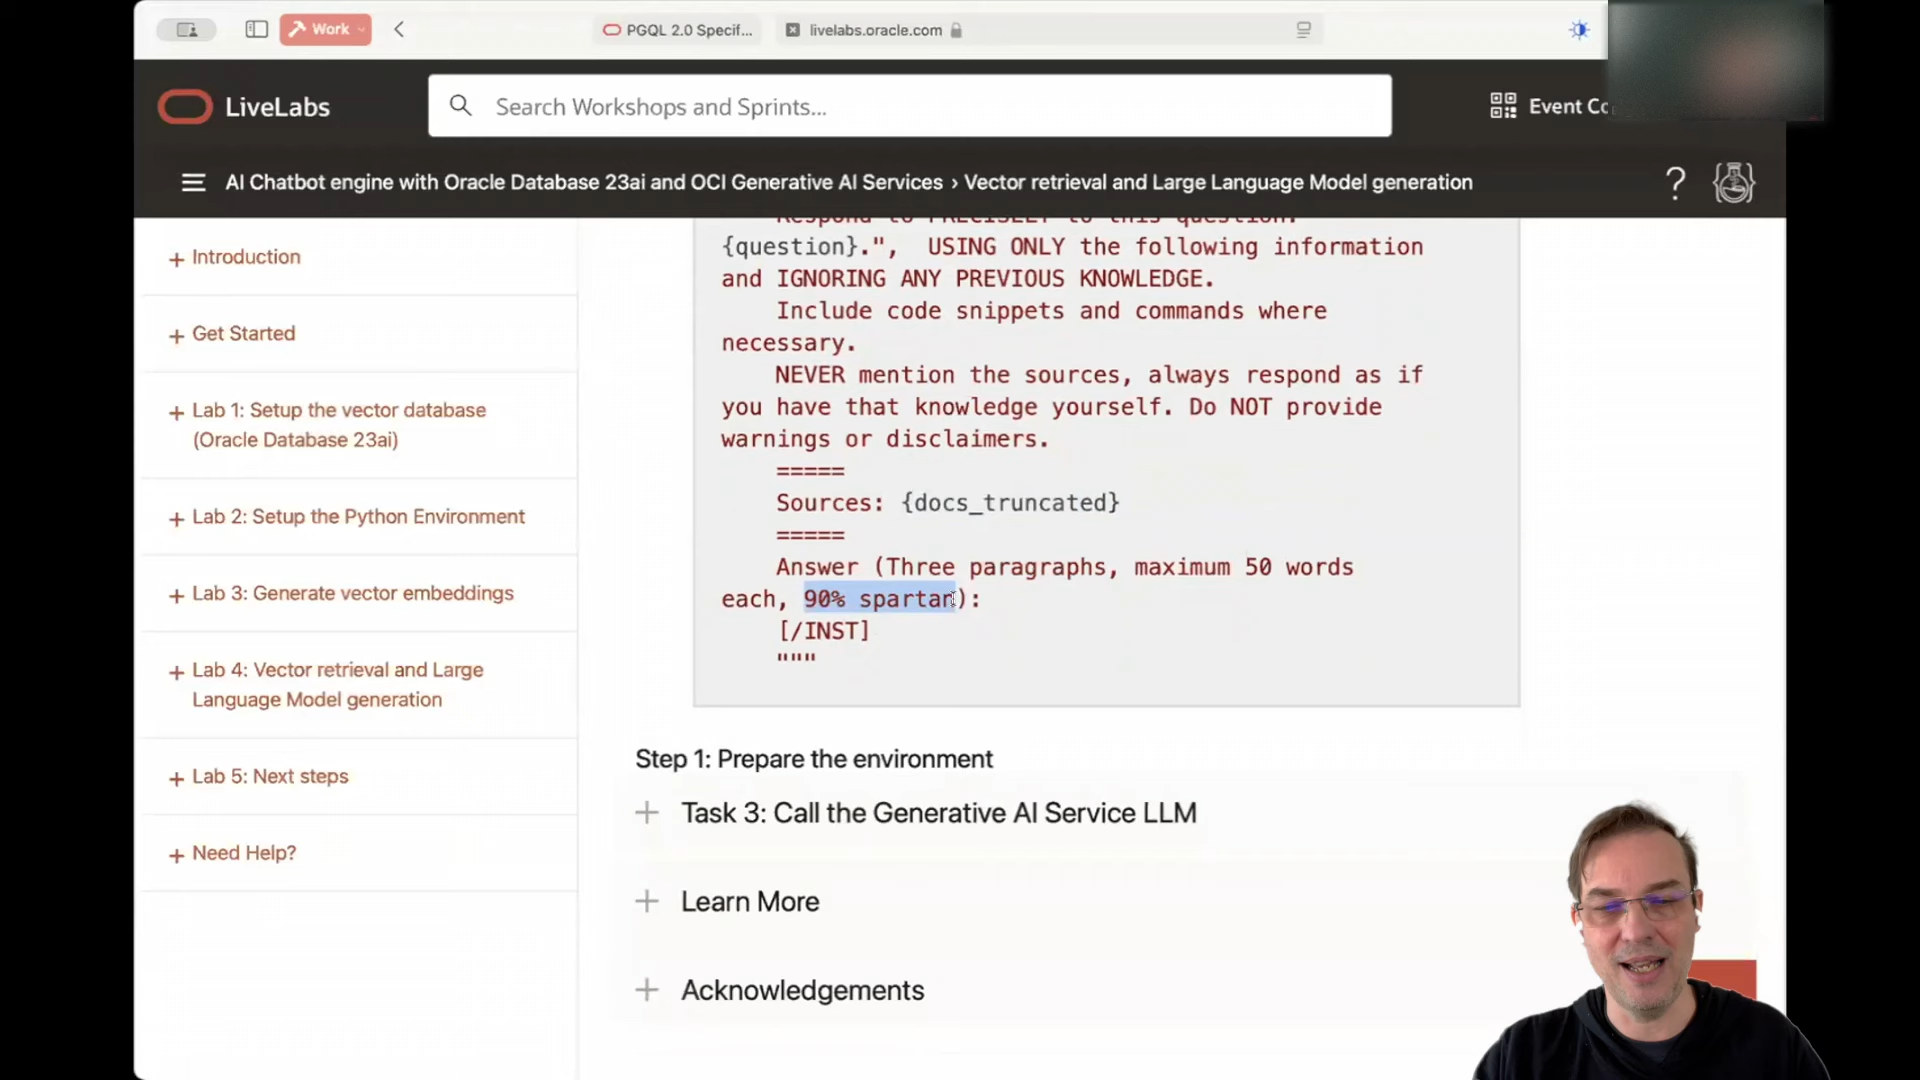 Work
PGQL 2.0 Specif...
livelabs.oracle.com
LiveLabs
Search Workshops and Sprints...
Event Co
AI Chatbot engine with Oracle Database 23ai and OCI Generative AI Services › Vector retrieval and Large Language Model generation
?
+ Introduction
+ Get Started
+ Lab 1: Setup the vector database
(Oracle Database 23ai)
+ Lab 2: Setup the Python Environment
+ Lab 3: Generate vector embeddings
+ Lab 4: Vector retrieval and Large
Language Model generation
+ Lab 5: Next steps
+ Need Help?
Respond to PRECISELY to this question:
{question}.", USING ONLY the following information
and IGNORING ANY PREVIOUS KNOWLEDGE.
Include code snippets and commands where
necessary.
NEVER mention the sources, always respond as if
you have that knowledge yourself. Do NOT provide
warnings or disclaimers.
=====
Sources: {docs_truncated}
=====
Answer (Three paragraphs, maximum 50 words
each, 90% spartan):
[/INST]
"""
Step 1: Prepare the environment
+ Task 3: Call the Generative AI Service LLM
+ Learn More
+ Acknowledgements